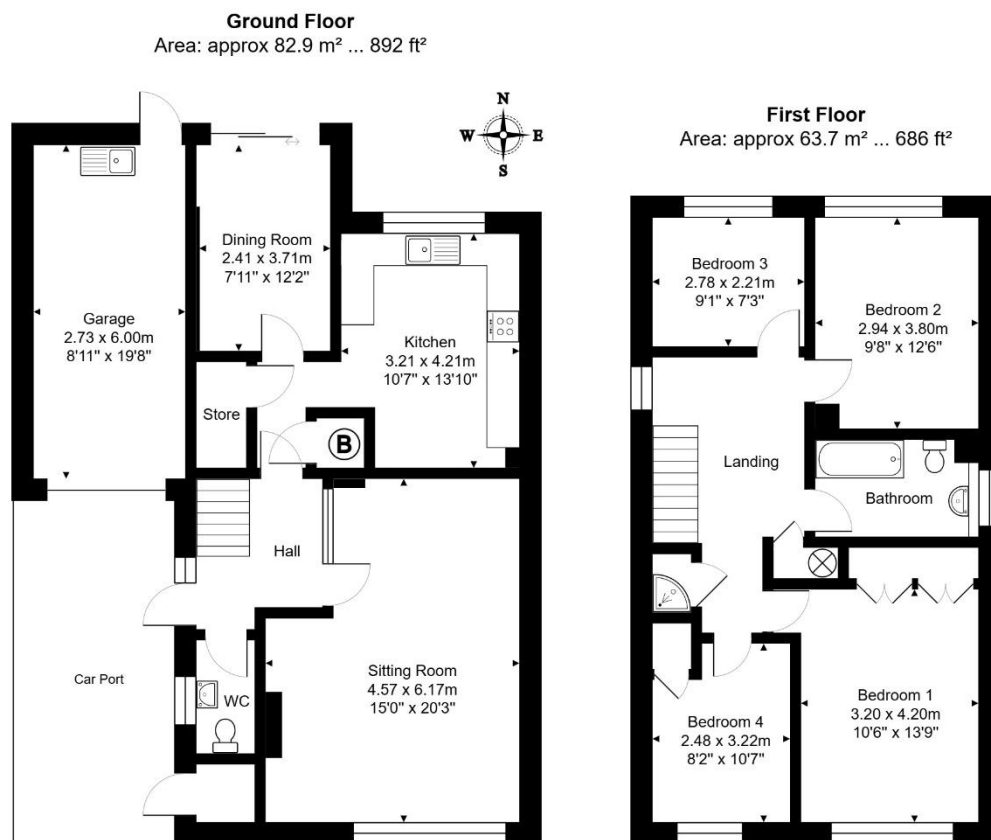 Ground Floor
Area: approx 82.9 m² ... 892 ft²
N
W E
S
First Floor
Area: approx 63.7 m² ... 686 ft²
Dining Room
2.41 x 3.71m
7'11" x 12'2"
Garage
2.73 x 6.00m
8'11" x 19'8"
Kitchen
3.21 x 4.21m
10'7" x 13'10"
Store
B
Hall
Sitting Room
4.57 x 6.17m
15'0" x 20'3"
Car Port
WC
Bedroom 3
2.78 x 2.21m
9'1" x 7'3"
Bedroom 2
2.94 x 3.80m
9'8" x 12'6"
Landing
Bathroom
Bedroom 1
3.20 x 4.20m
10'6" x 13'9"
Bedroom 4
2.48 x 3.22m
8'2" x 10'7"